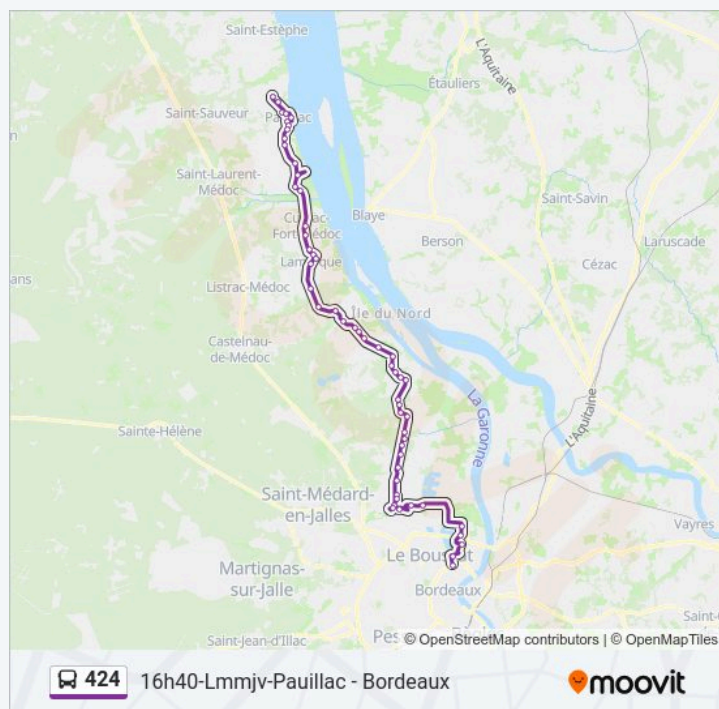 Saint-Estèphe
L'Aquitaine
Étauliers
Saint-Sauveur
Saint-Laurent-
Médoc
Saint-Savin
Blaye
Berson
Laruscade
Cézac
Listrac-Médoc
Île du Nord
Castelnau-
de-Médoc
La Garonne
L'Aquitaine
Sainte-Hélène
Saint-Médard-
en-Jalles
Vayres
Martignas-
sur-Jalle
Bordeaux
Saint-Jean-d'Illac
© OpenStreetMap contributors | © OpenMapTiles
424 16h40-Lmmjv-Pauillac - Bordeaux
moovit